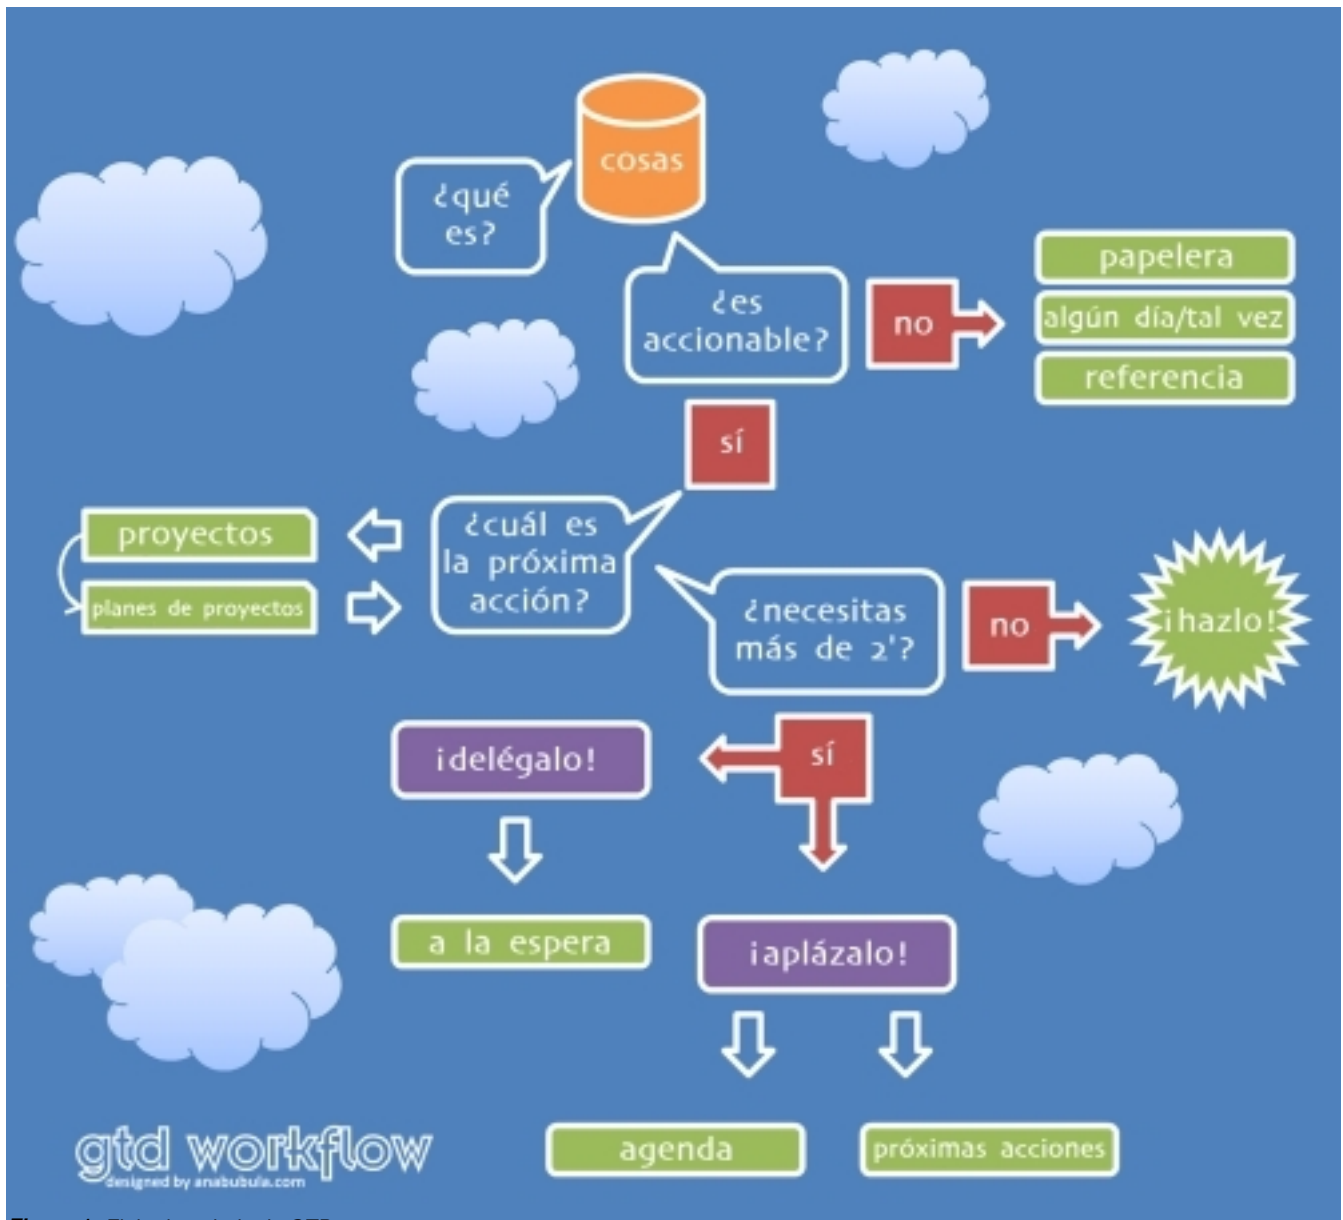 cosas
¿qué
es?
¿es
accionable?
no
papelera
algún día/tal vez
referencia
sí
¿cuál es
la próxima
acción?
proyectos
planes de proyectos
¿necesitas
más de 2'?
no
¡hazlo!
sí
¡delégalo!
a la espera
¡aplázalo!
agenda
próximas acciones
gtd workflow
designed by anabubula.com